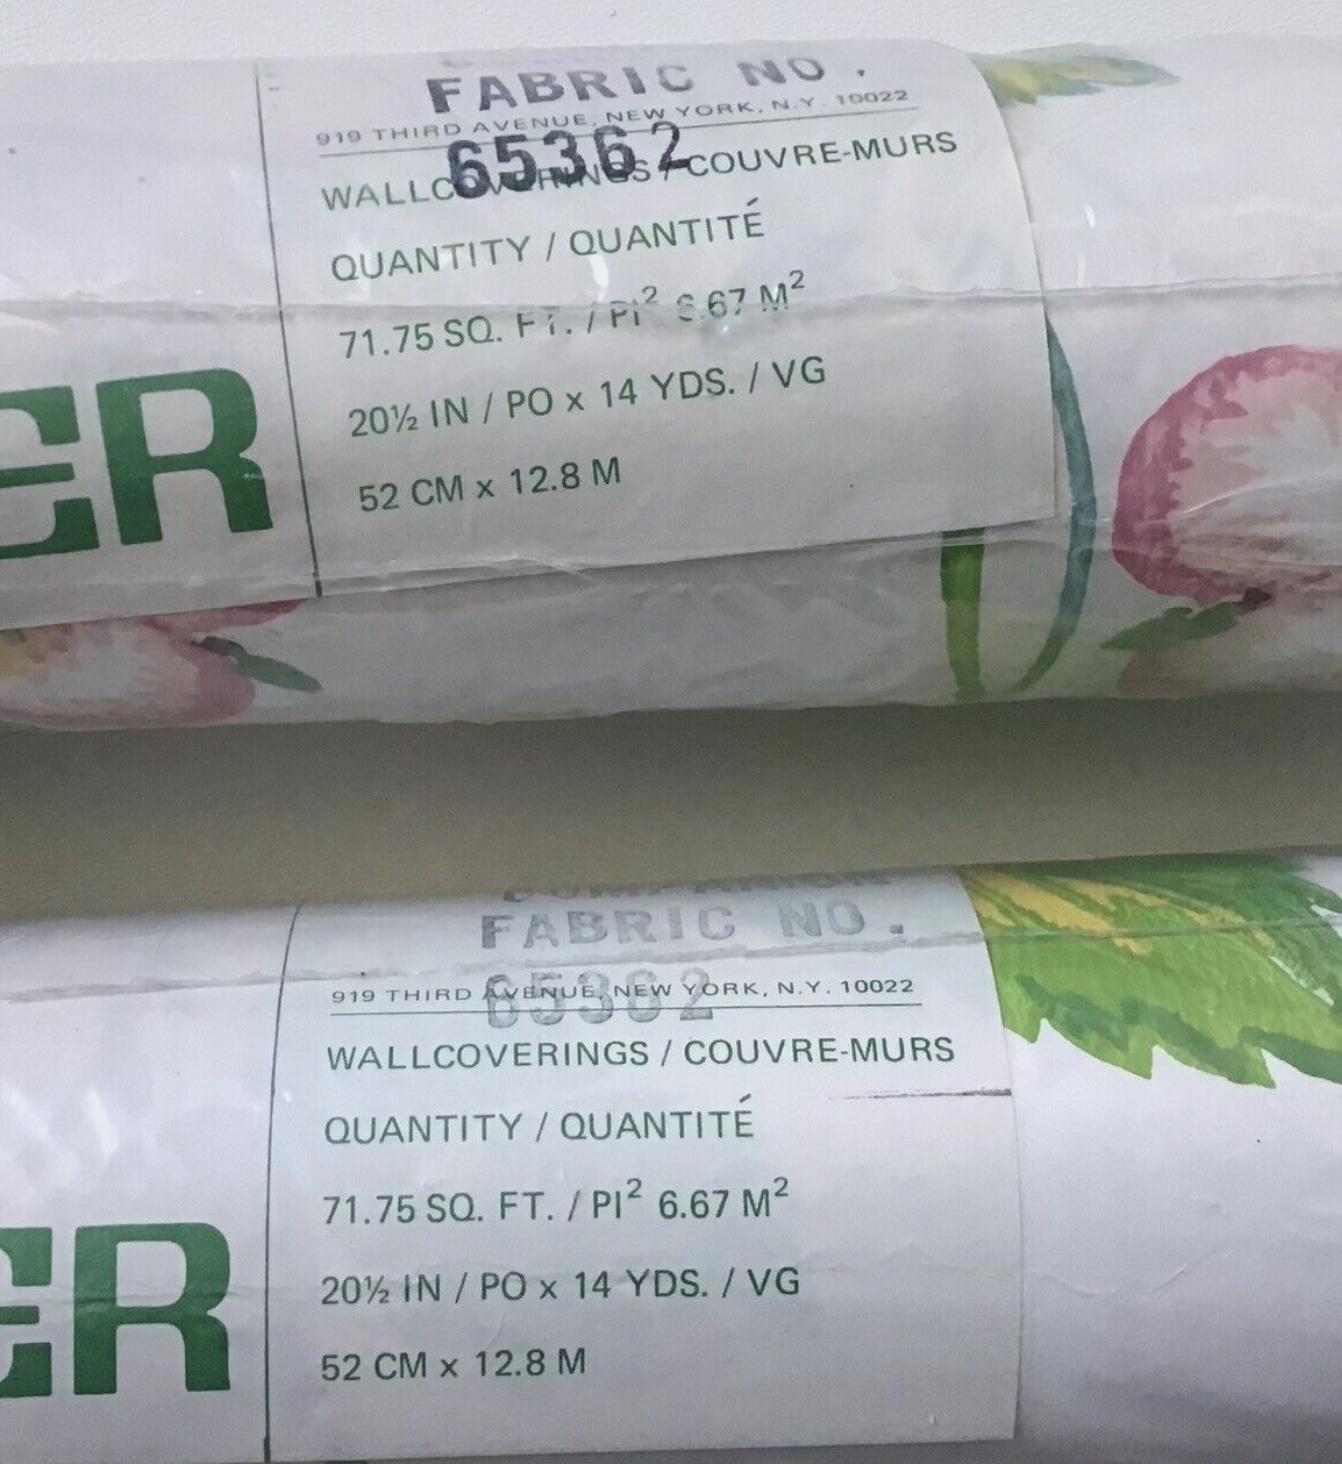 FABRIC NO.
919 THIRD AVENUE, NEW YORK, N.Y. 10022
65362
WALLCOVERINGS / COUVRE-MURS
QUANTITY / QUANTITÉ
71.75 SQ. FT. / PI² 6.67 M²
20½ IN / PO x 14 YDS. / VG
52 CM x 12.8 M
ER
COMPANION
FABRIC NO.
65362
919 THIRD AVENUE, NEW YORK, N.Y. 10022
WALLCOVERINGS / COUVRE-MURS
QUANTITY / QUANTITÉ
71.75 SQ. FT. / PI² 6.67 M²
20½ IN / PO x 14 YDS. / VG
52 CM x 12.8 M
ER